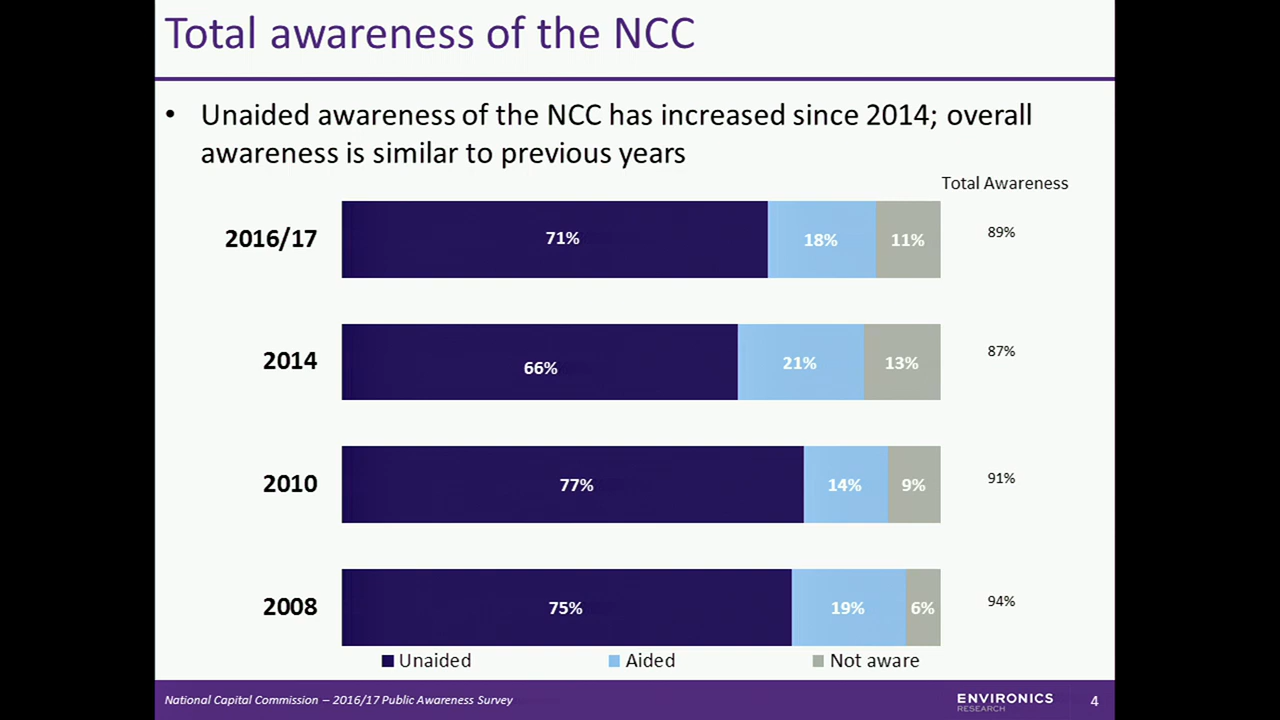 Total awareness of the NCC
• Unaided awareness of the NCC has increased since 2014; overall
awareness is similar to previous years
Total Awareness
2016/17 71% 18% 11% 89%
2014 66% 21% 13% 87%
2010 77% 14% 9% 91%
2008 75% 19% 6% 94%
Unaided Aided Not aware
National Capital Commission – 2016/17 Public Awareness Survey
ENVIRONICS
RESEARCH
4